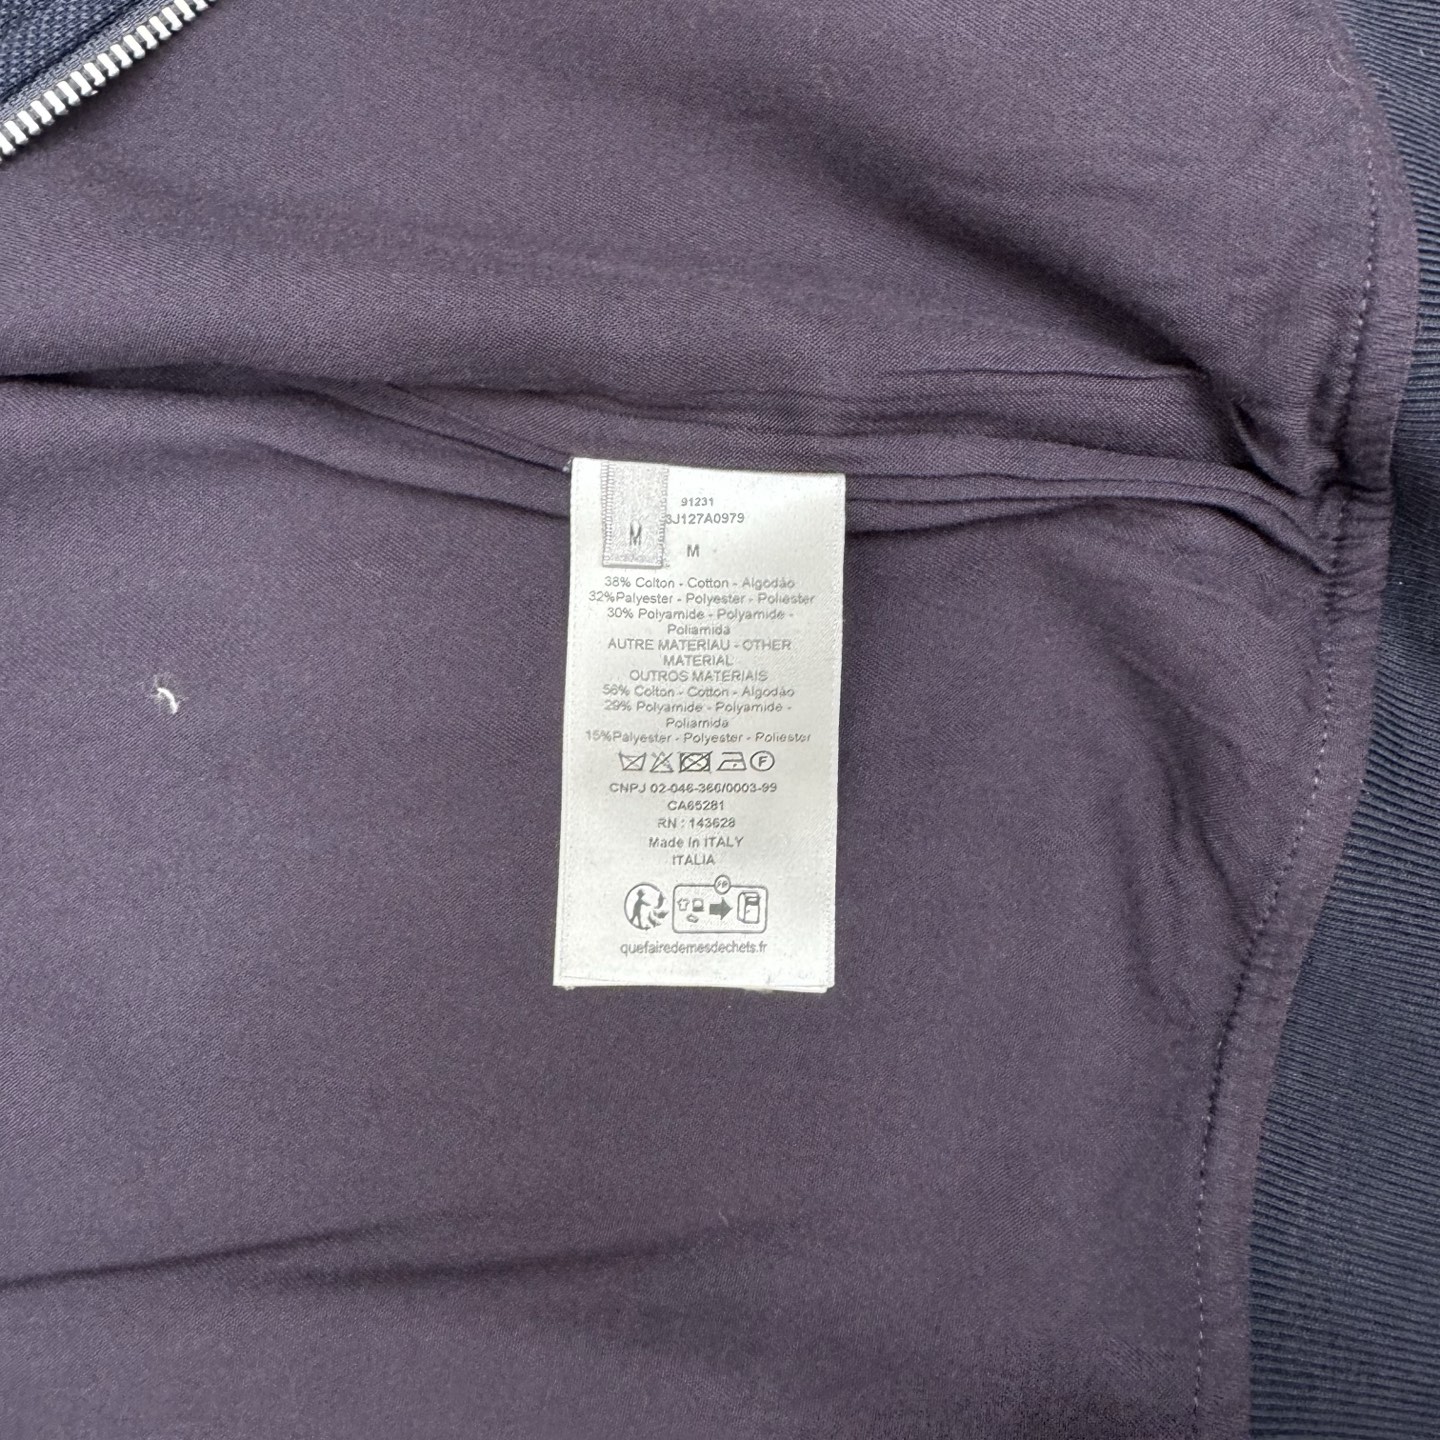 M
91231
3J127A0979
M
38% Colton - Cotton - Algodão
32%Palyester - Polyester - Poliester
30% Polyamide - Polyamide -
Poliamida
AUTRE MATERIAU - OTHER
MATERIAL
OUTROS MATERIAIS
56% Colton - Cotton - Algodão
29% Polyamide - Polyamide -
Poliamida
15%Palyester - Polyester - Poliester
F
CNPJ 02-046-366/0003-99
CA65281
RN : 143628
Made In ITALY
ITALIA
FR
quefairedemesdechets.fr